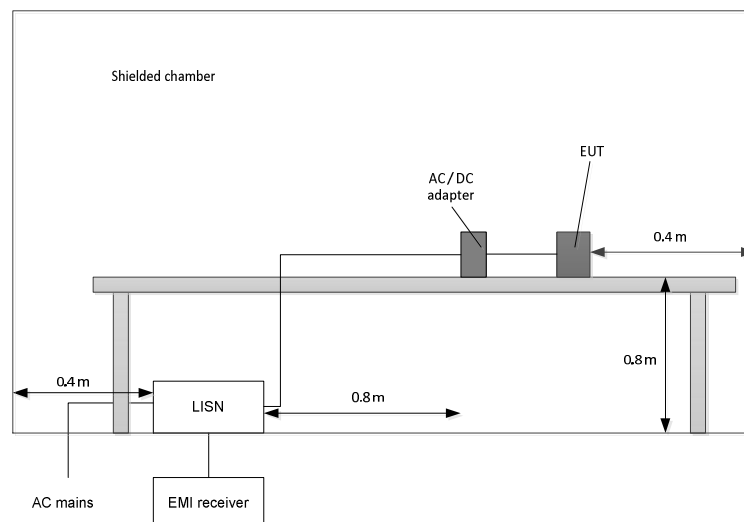 Shielded chamber
EUT
AC/DC
adapter
0.4 m
0.8 m
0.4 m
LISN
0.8 m
AC mains
EMI receiver